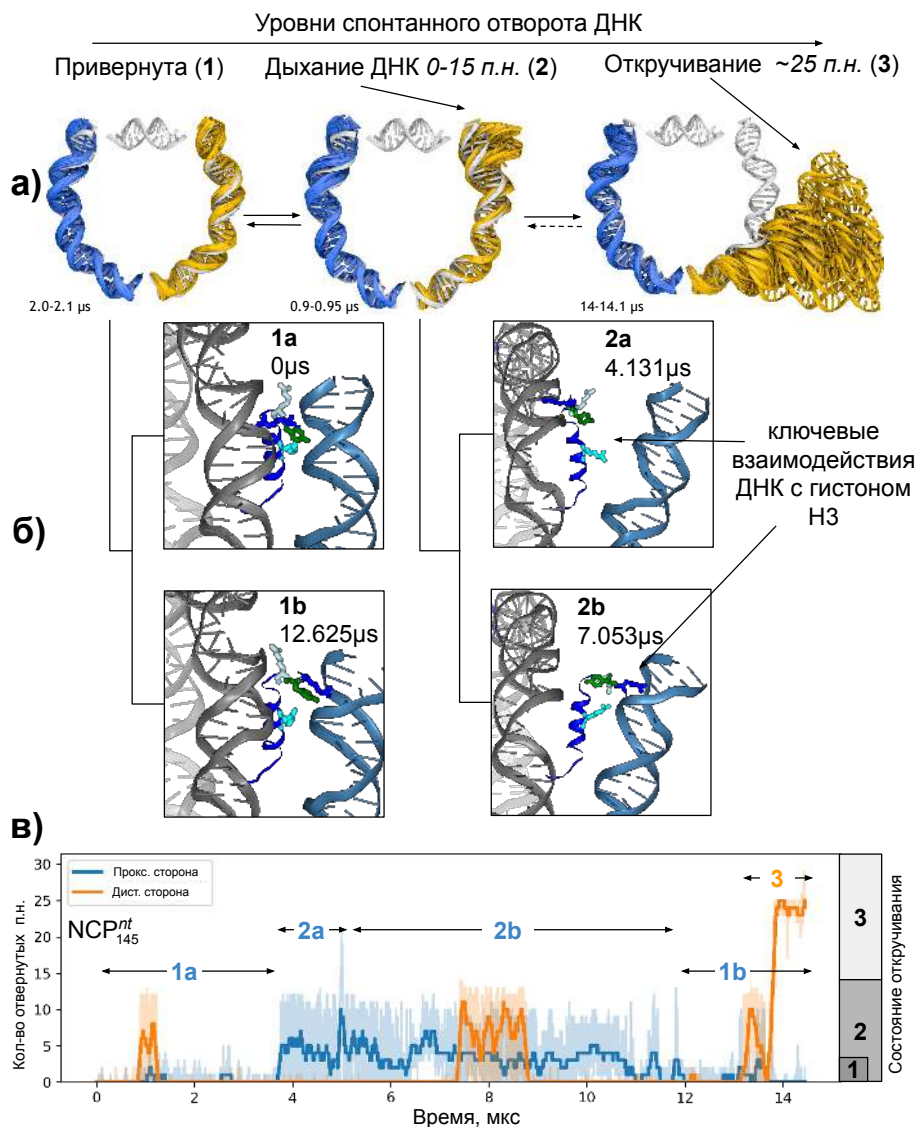 Уровни спонтанного отворота ДНК
Привернута (1)
Дыхание ДНК 0-15 п.н. (2)
Откручивание ~25 п.н. (3)
а)
2.0-2.1 µs
0.9-0.95 µs
14-14.1 µs
1a
0µs
2a
4.131µs
ключевые
взаимодействия
ДНК с гистоном
H3
б)
1b
12.625µs
2b
7.053µs
в)
Кол-во отвернутых п.н.
30
25
20
15
10
5
0
Прокс. сторона
Дист. сторона
NCP nt 145
1a
2a
2b
1b
3
0
2
4
6
8
10
12
14
Время, мкс
3
2
1
Состояние откручивания